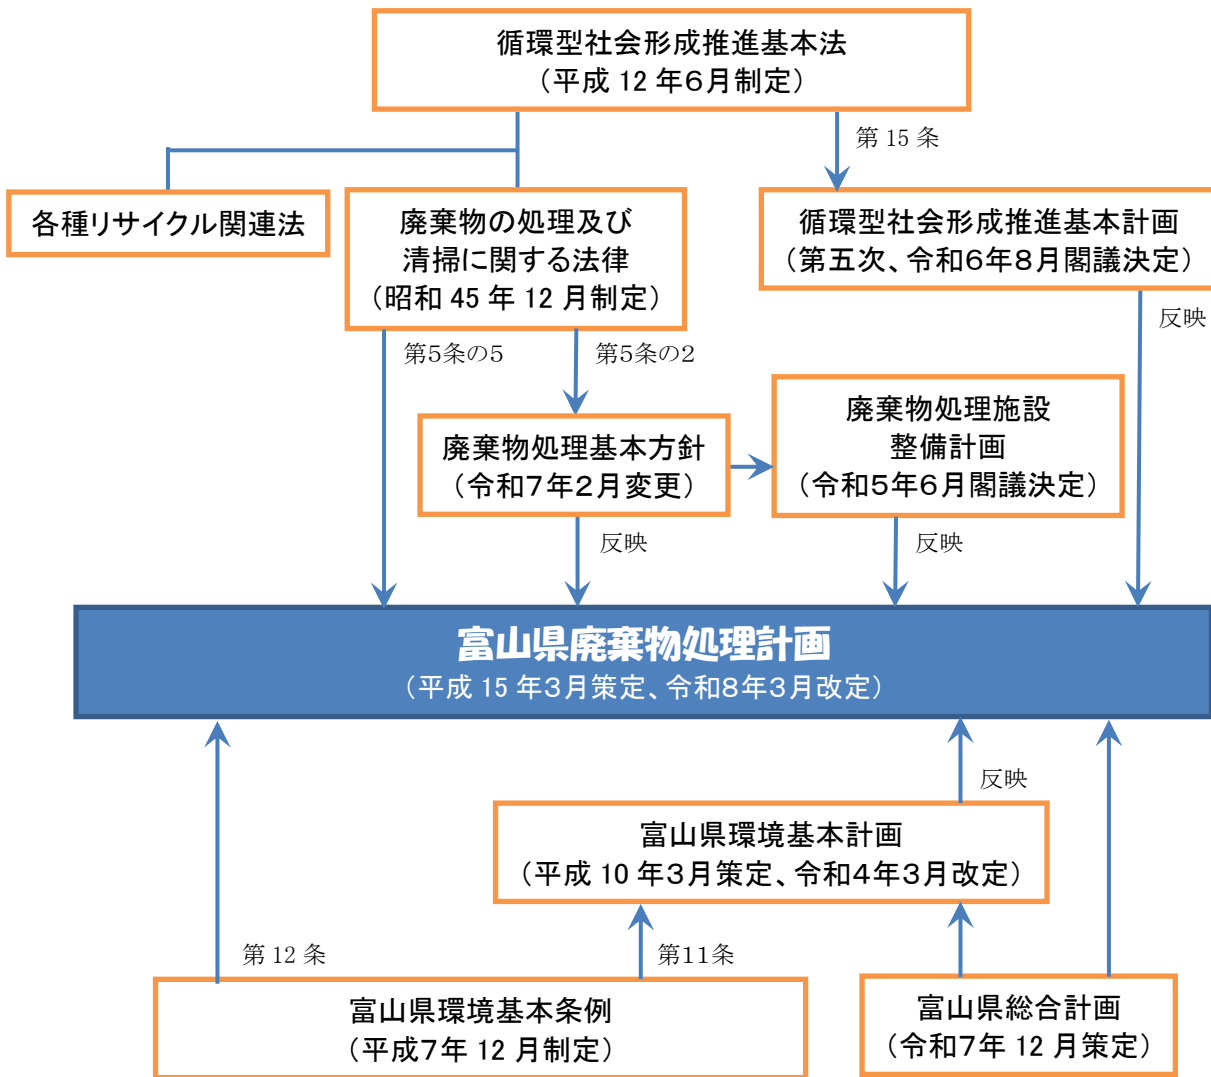 循環型社会形成推進基本法
（平成 12 年６月制定）
第 15 条
各種リサイクル関連法
廃棄物の処理及び
清掃に関する法律
（昭和 45 年 12 月制定）
循環型社会形成推進基本計画
（第五次、令和６年８月閣議決定）
反映
第５条の５
第５条の２
廃棄物処理基本方針
（令和７年２月変更）
廃棄物処理施設
整備計画
（令和５年６月閣議決定）
反映
反映
富山県廃棄物処理計画
（平成 15 年３月策定、令和８年３月改定）
反映
富山県環境基本計画
（平成 10 年３月策定、令和４年３月改定）
第 12 条
第１１条
富山県環境基本条例
（平成７年 12 月制定）
富山県総合計画
（令和７年 12 月策定）